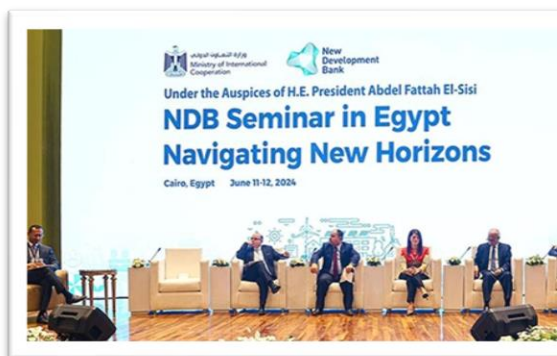 وزارة التعاون الدولي
Ministry of International
Cooperation
New
Development
Bank
Under the Auspices of H.E. President Abdel Fattah El-Sisi
NDB Seminar in Egypt
Navigating New Horizons
Cairo, Egypt June 11-12, 2024